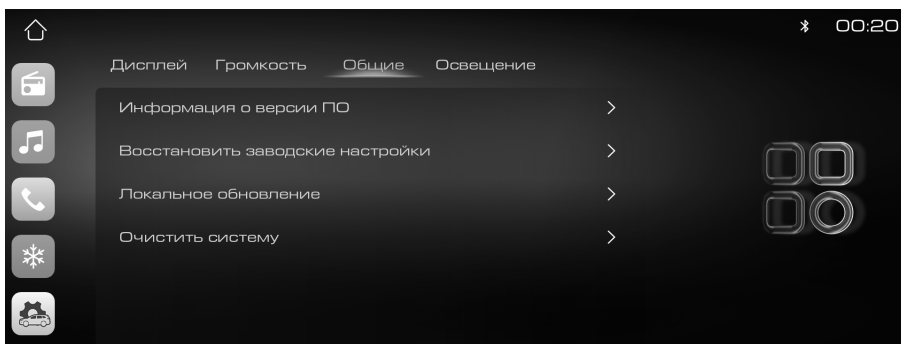 00:20
Дисплей Громкость Общие Освещение
Информация о версии ПО
Восстановить заводские настройки
Локальное обновление
Очистить систему